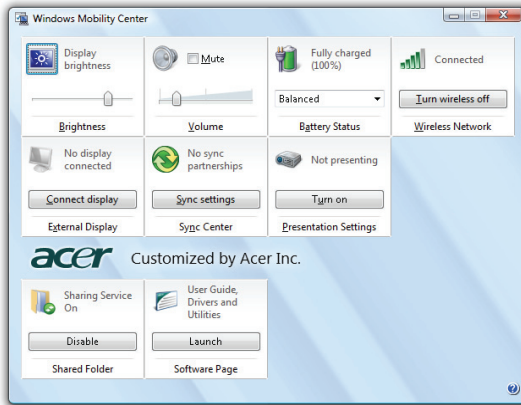 Windows Mobility Center
Display
brightness
Brightness
Mute
Volume
Fully charged
(100%)
Balanced
Battery Status
Connected
Turn wireless off
Wireless Network
No display
connected
Connect display
External Display
No sync
partnerships
Sync settings
Sync Center
Not presenting
Turn on
Presentation Settings
acer Customized by Acer Inc.
Sharing Service
On
Disable
Shared Folder
User Guide,
Drivers and
Utilities
Launch
Software Page